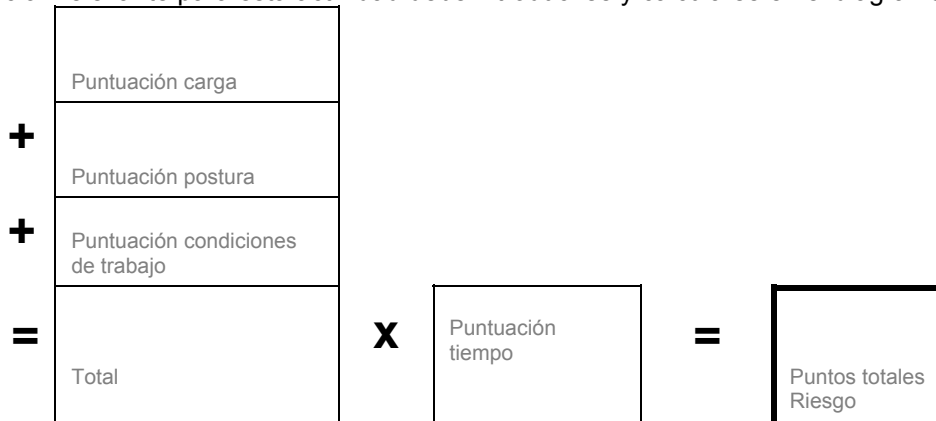 Puntuación carga
+
Puntuación postura
+
Puntuación condiciones
de trabajo
=
Total
x
Puntuación
tiempo
=
Puntos totales
Riesgo